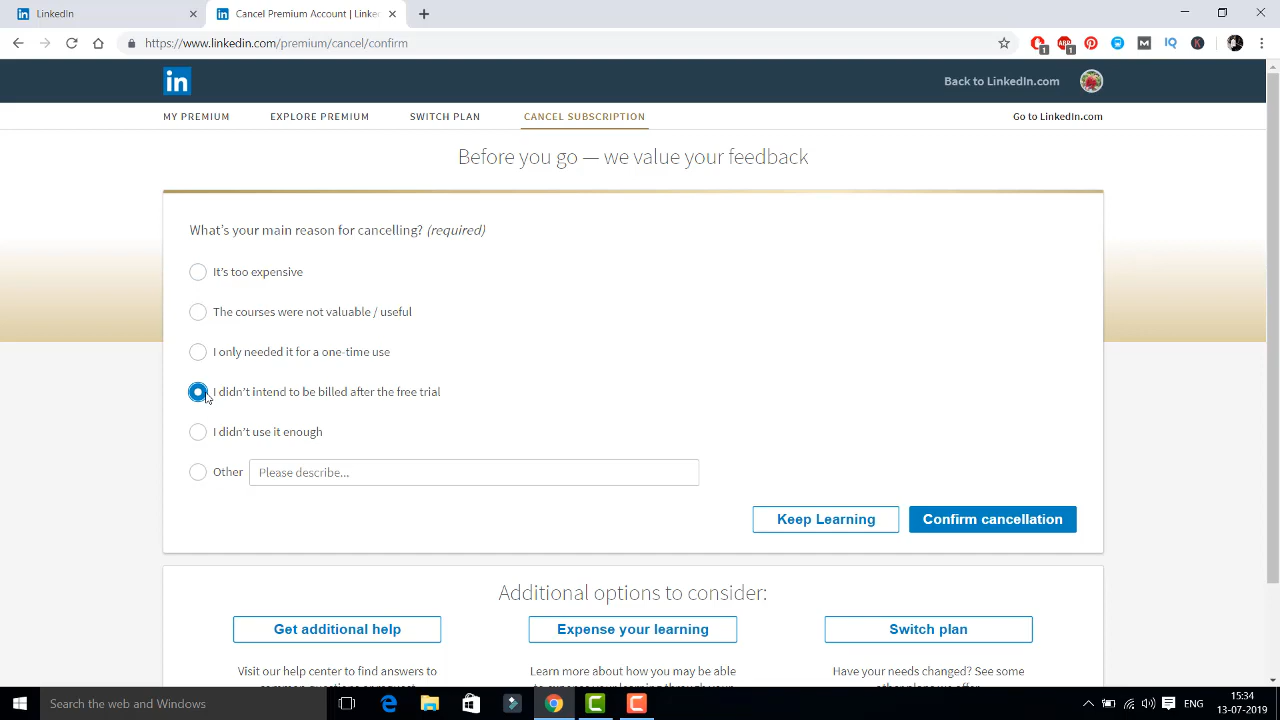 LinkedIn
Cancel Premium Account | Linke
https://www.linkedin.com/premium/cancel/confirm
1
ABP
1
M
IQ
K
in
Back to LinkedIn.com
MY PREMIUM
EXPLORE PREMIUM
SWITCH PLAN
CANCEL SUBSCRIPTION
Go to LinkedIn.com
Before you go — we value your feedback
What's your main reason for cancelling? (required)
It's too expensive
The courses were not valuable / useful
I only needed it for a one-time use
I didn't intend to be billed after the free trial
I didn't use it enough
Other
Please describe...
Keep Learning
Confirm cancellation
Additional options to consider:
Get additional help
Expense your learning
Switch plan
Visit our help center to find answers to
Learn more about how you may be able
Have your needs changed? See some
Search the web and Windows
ENG
15:34
13-07-2019